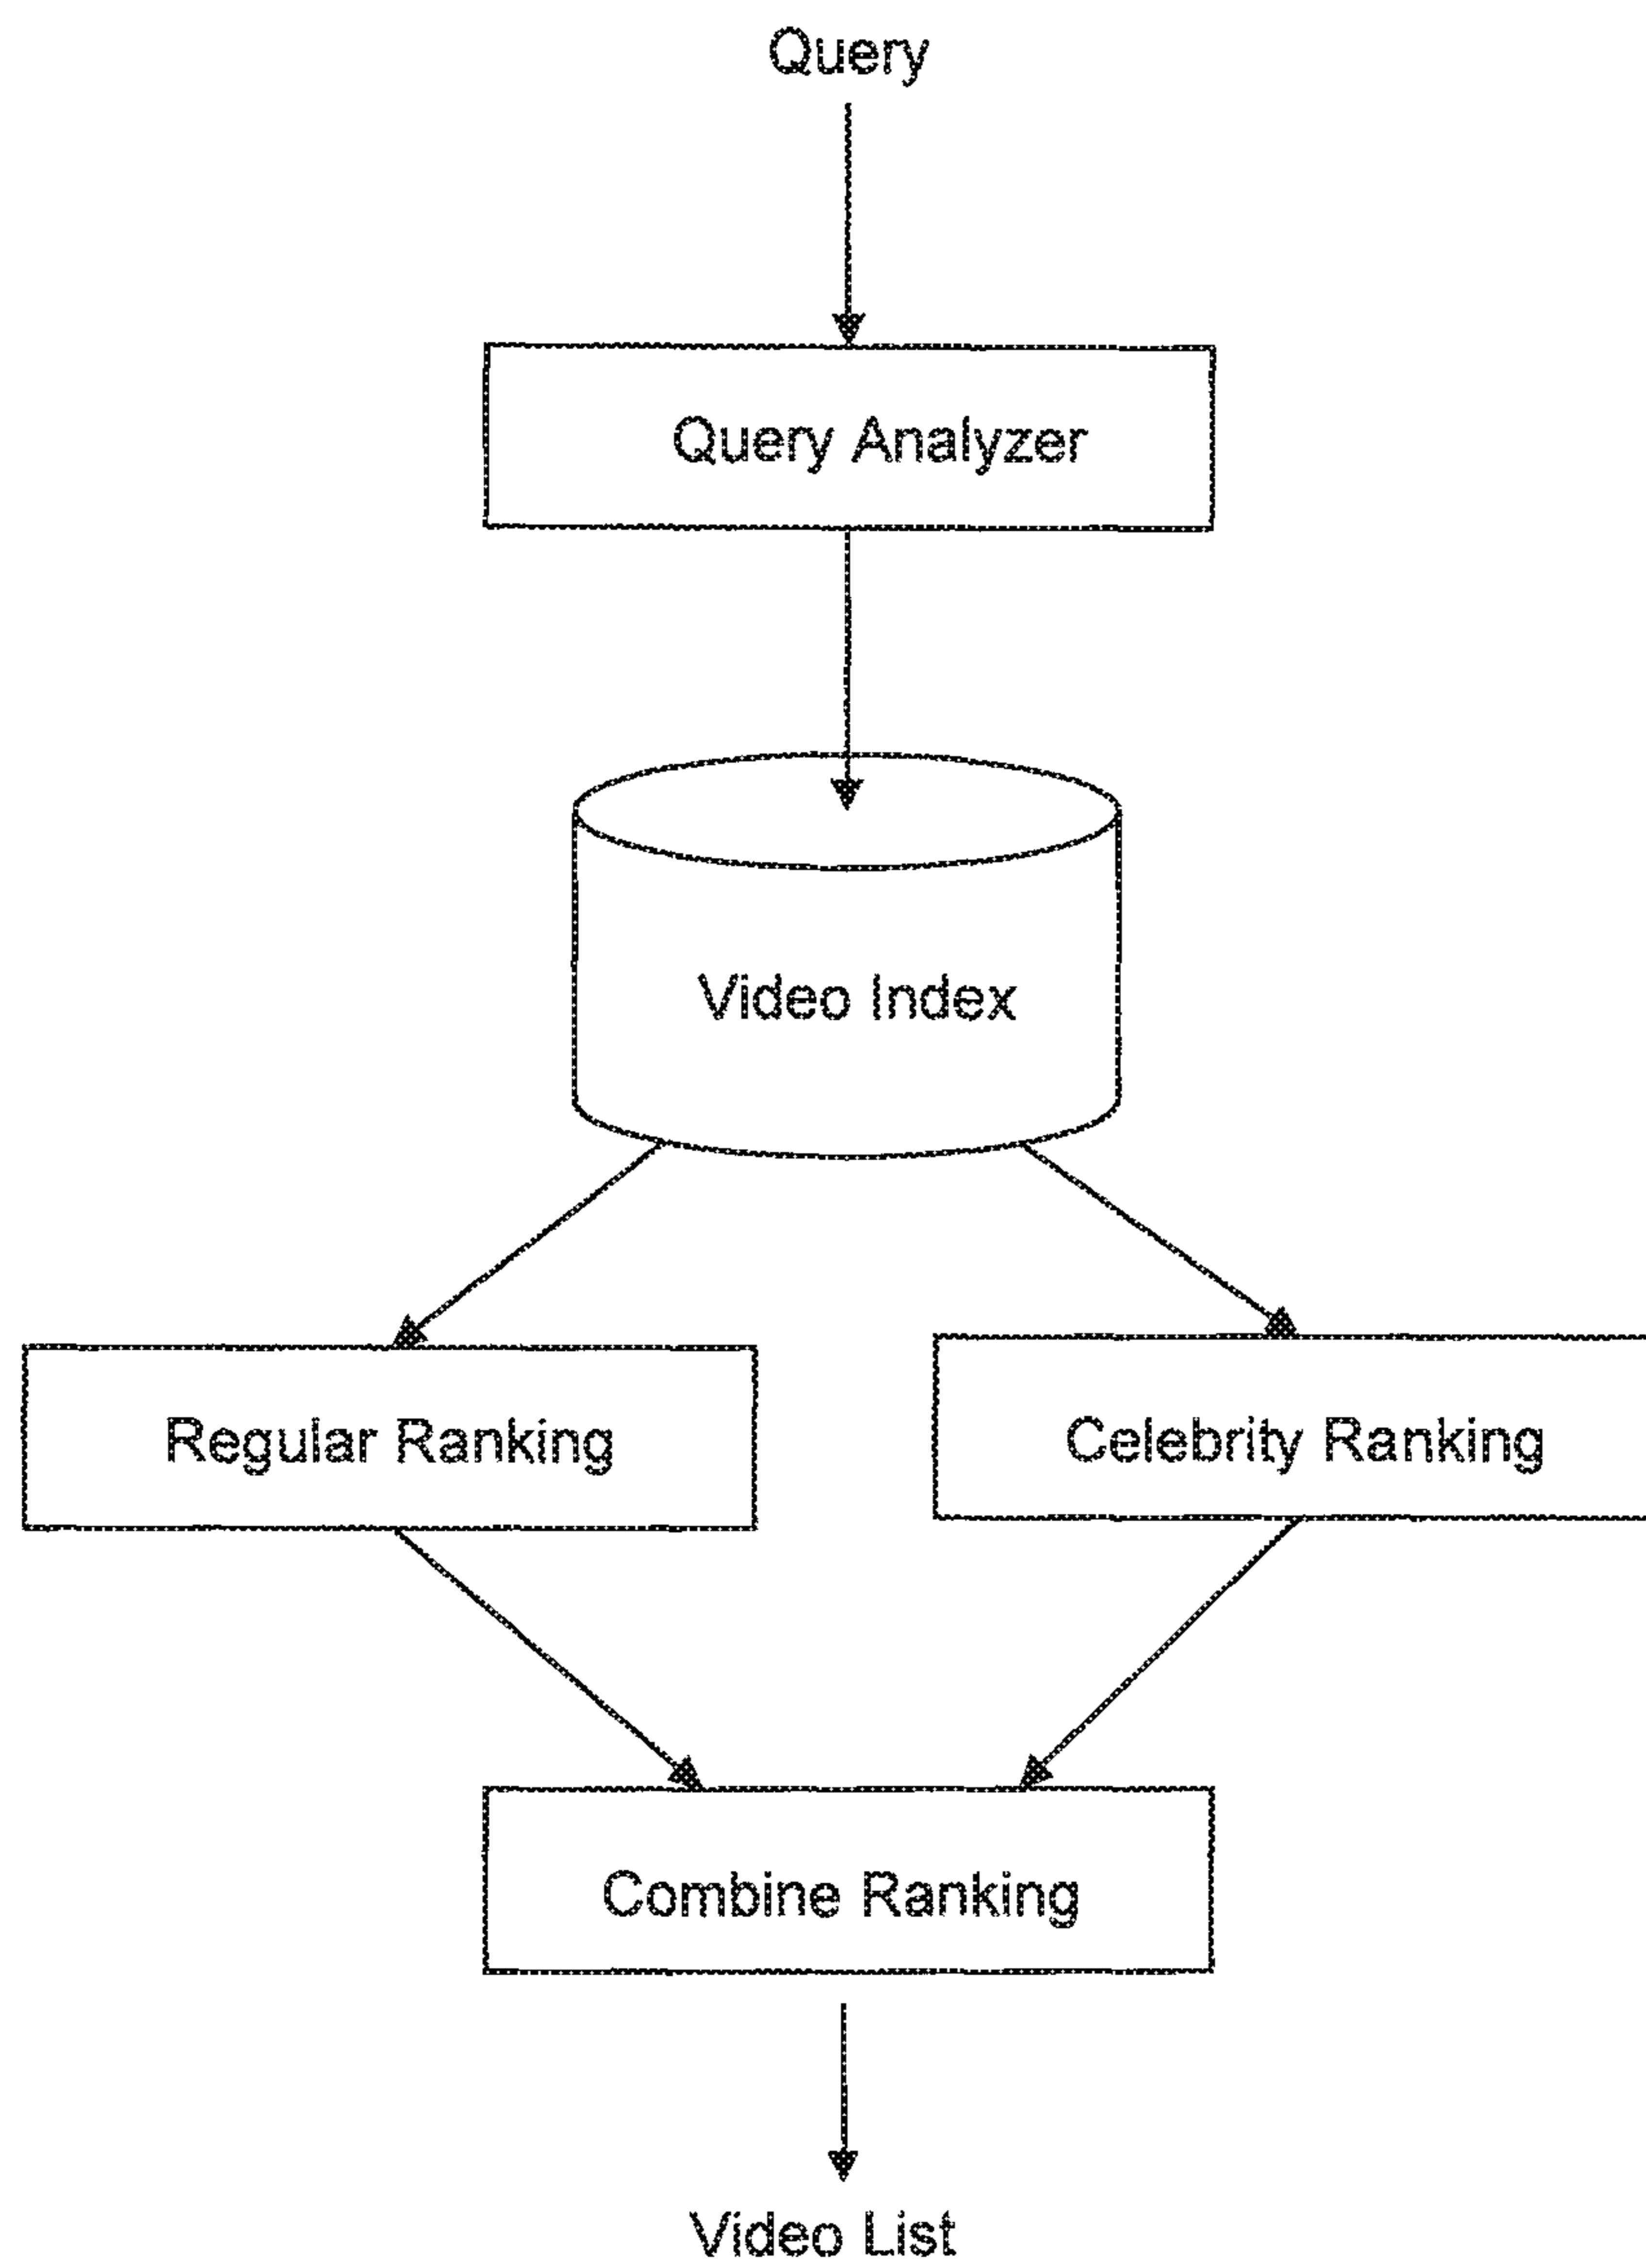 Query
Query Analyzer
Video Index
Regular Ranking
Celebrity Ranking
Combine Ranking
Video List